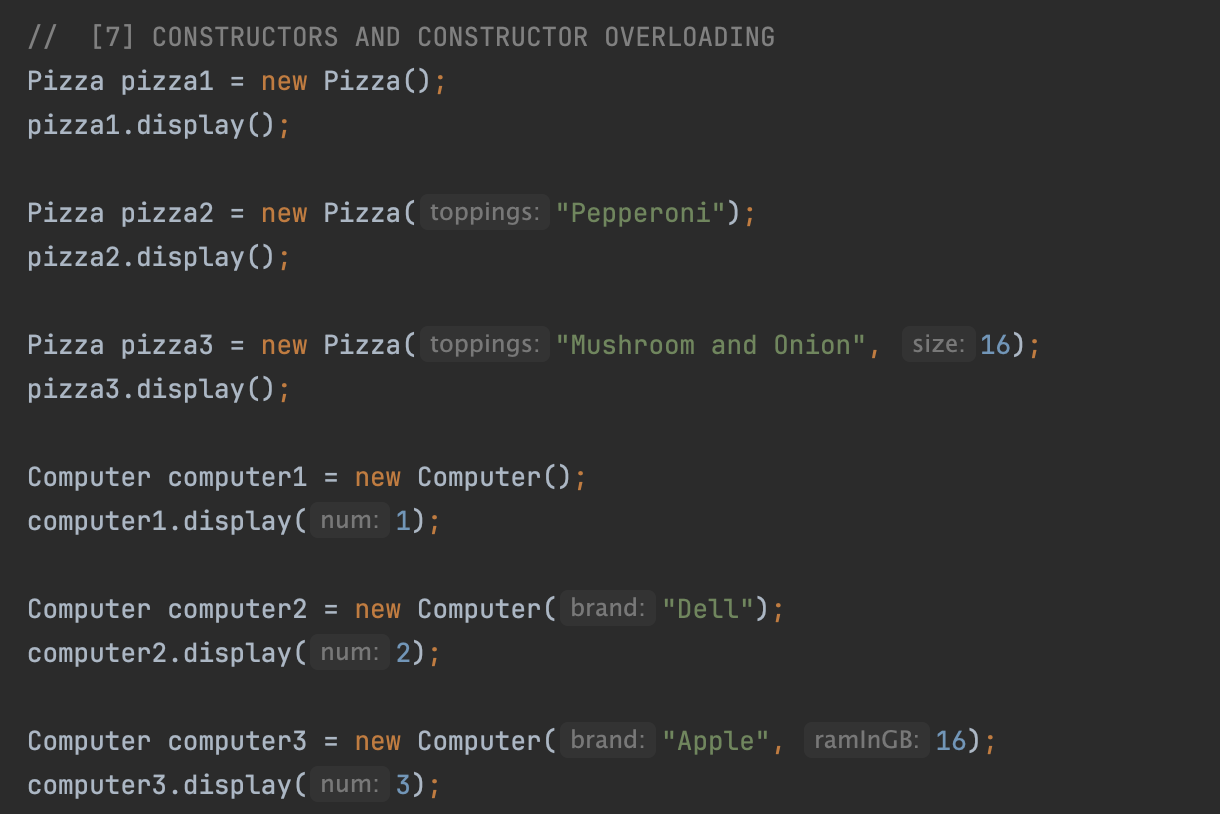 //  [7] CONSTRUCTORS AND CONSTRUCTOR OVERLOADING
Pizza pizza1 = new Pizza();
pizza1.display();
Pizza pizza2 = new Pizza( toppings: "Pepperoni");
pizza2.display();
Pizza pizza3 = new Pizza( toppings: "Mushroom and Onion", size: 16);
pizza3.display();
Computer computer1 = new Computer();
computer1.display( num: 1);
Computer computer2 = new Computer( brand: "Dell");
computer2.display( num: 2);
Computer computer3 = new Computer( brand: "Apple", ramInGB: 16);
computer3.display( num: 3);